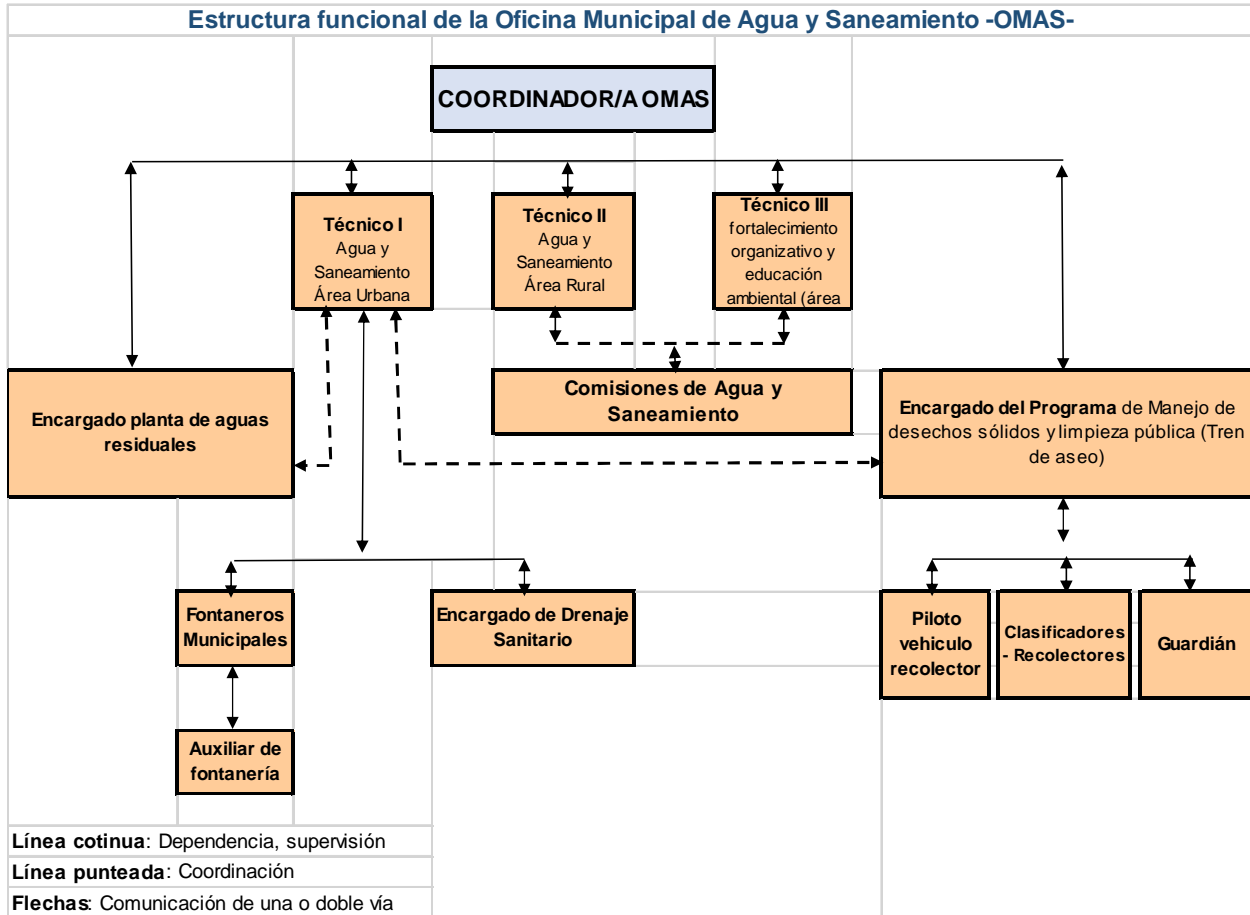 Estructura funcional de la Oficina Municipal de Agua y Saneamiento -OMAS-
COORDINADOR/A OMAS
Técnico I
Agua y
Saneamiento
Área Urbana
Técnico II
Agua y
Saneamiento
Área Rural
Técnico III
fortalecimiento
organizativo y
educación
ambiental (área
Encargado planta de aguas
residuales
Comisiones de Agua y
Saneamiento
Encargado del Programa de Manejo de
desechos sólidos y limpieza pública (Tren
de aseo)
Fontaneros
Municipales
Encargado de Drenaje
Sanitario
Piloto
vehiculo
recolector
Clasificadores
- Recolectores
Guardián
Auxiliar de
fontanería
Línea cotinua: Dependencia, supervisión
Línea punteada: Coordinación
Flechas: Comunicación de una o doble vía